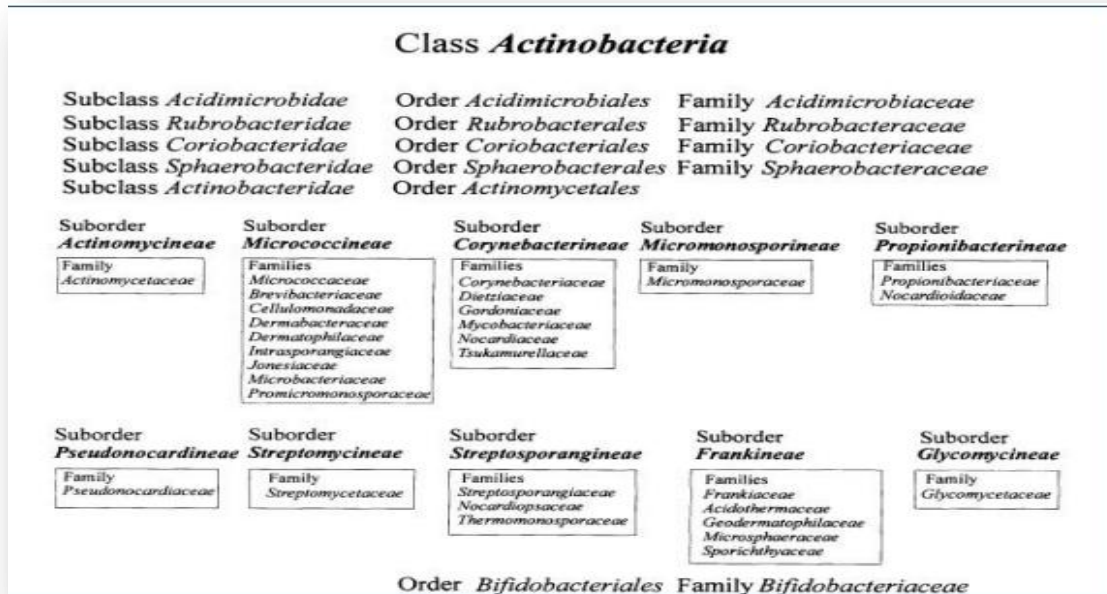 Class Actinobacteria
Subclass Acidimicrobidae Order Acidimicrobiales Family Acidimicrobiaceae
Subclass Rubrobacteridae Order Rubrobacterales Family Rubrobacteraceae
Subclass Coriobacteridae Order Coriobacteriales Family Coriobacteriaceae
Subclass Sphaerobacteridae Order Sphaerobacterales Family Sphaerobacteraceae
Subclass Actinobacteridae Order Actinomycetales
Suborder
Actinomycineae
Family
Actinomycetaceae
Suborder
Micrococcineae
Families
Micrococcaceae
Brevibacteriaceae
Cellulomonadaceae
Dermabacteraceae
Dermatophilaceae
Intrasporangiaceae
Jonesiaceae
Microbacteriaceae
Promicromonosporaceae
Suborder
Corynebacterineae
Families
Corynebacteriaceae
Dietziaceae
Gordoniaceae
Mycobacteriaceae
Nocardiaceae
Tsukamurellaceae
Suborder
Micromonosporineae
Family
Micromonosporaceae
Suborder
Propionibacterineae
Families
Propionibacteriaceae
Nocardioidaceae
Suborder
Pseudonocardineae
Family
Pseudonocardiaceae
Suborder
Streptomycineae
Family
Streptomycetaceae
Suborder
Streptosporangineae
Families
Streptosporangiaceae
Nocardiopsaceae
Thermomonosporaceae
Suborder
Frankineae
Families
Frankiaceae
Acidothermaceae
Geodermatophilaceae
Microsphaeraceae
Sporichthyaceae
Suborder
Glycomycineae
Family
Glycomycetaceae
Order Bifidobacteriales Family Bifidobacteriaceae